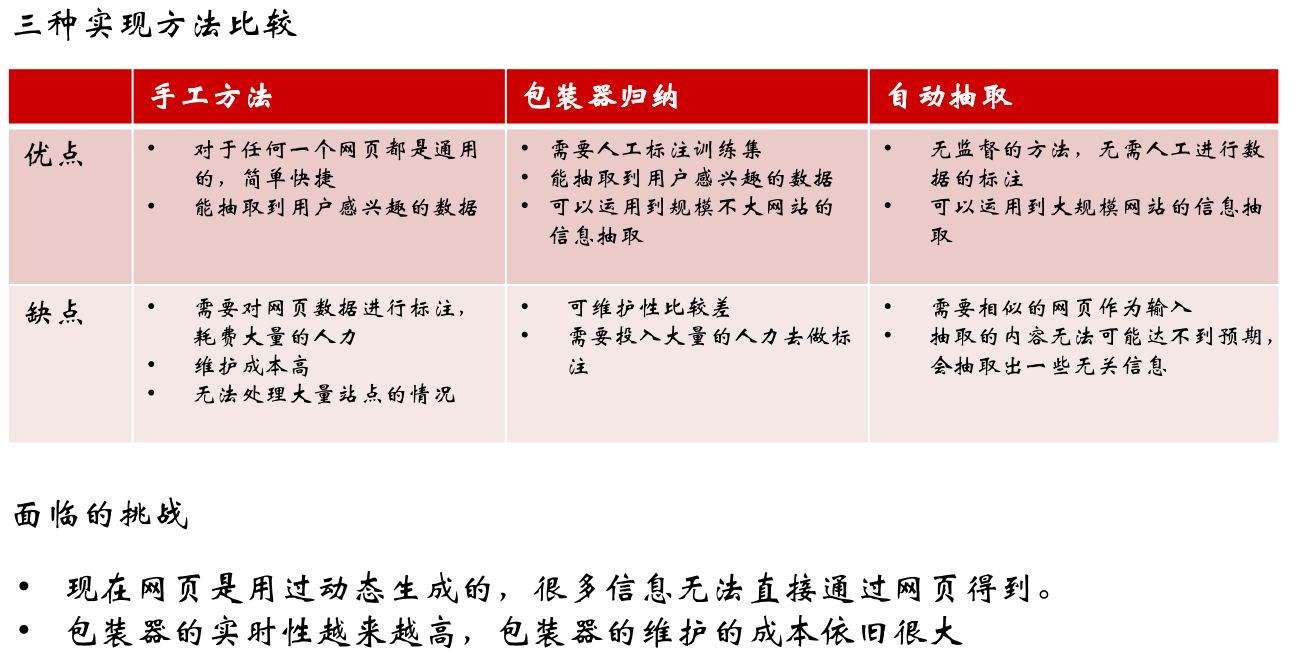 三种实现方法比较
手工方法 包装器归纳 自动抽取
优点
• 对于任何一个网页都是通用
的，简单快捷
• 能抽取到用户感兴趣的数据
• 需要人工标注训练集
• 能抽取到用户感兴趣的数据
• 可以运用到规模不大网站的
信息抽取
• 无监督的方法，无需人工进行数
据的标注
• 可以运用到大规模网站的信息抽
取
缺点
• 需要对网页数据进行标注，
耗费大量的人力
• 维护成本高
• 无法处理大量站点的情况
• 可维护性比较差
• 需要投入大量的人力去做标
注
• 需要相似的网页作为输入
• 抽取的内容无法可能达不到预期，
会抽取出一些无关信息
面临的挑战
• 现在网页是用过动态生成的，很多信息无法直接通过网页得到。
• 包装器的实时性越来越高，包装器的维护的成本依旧很大